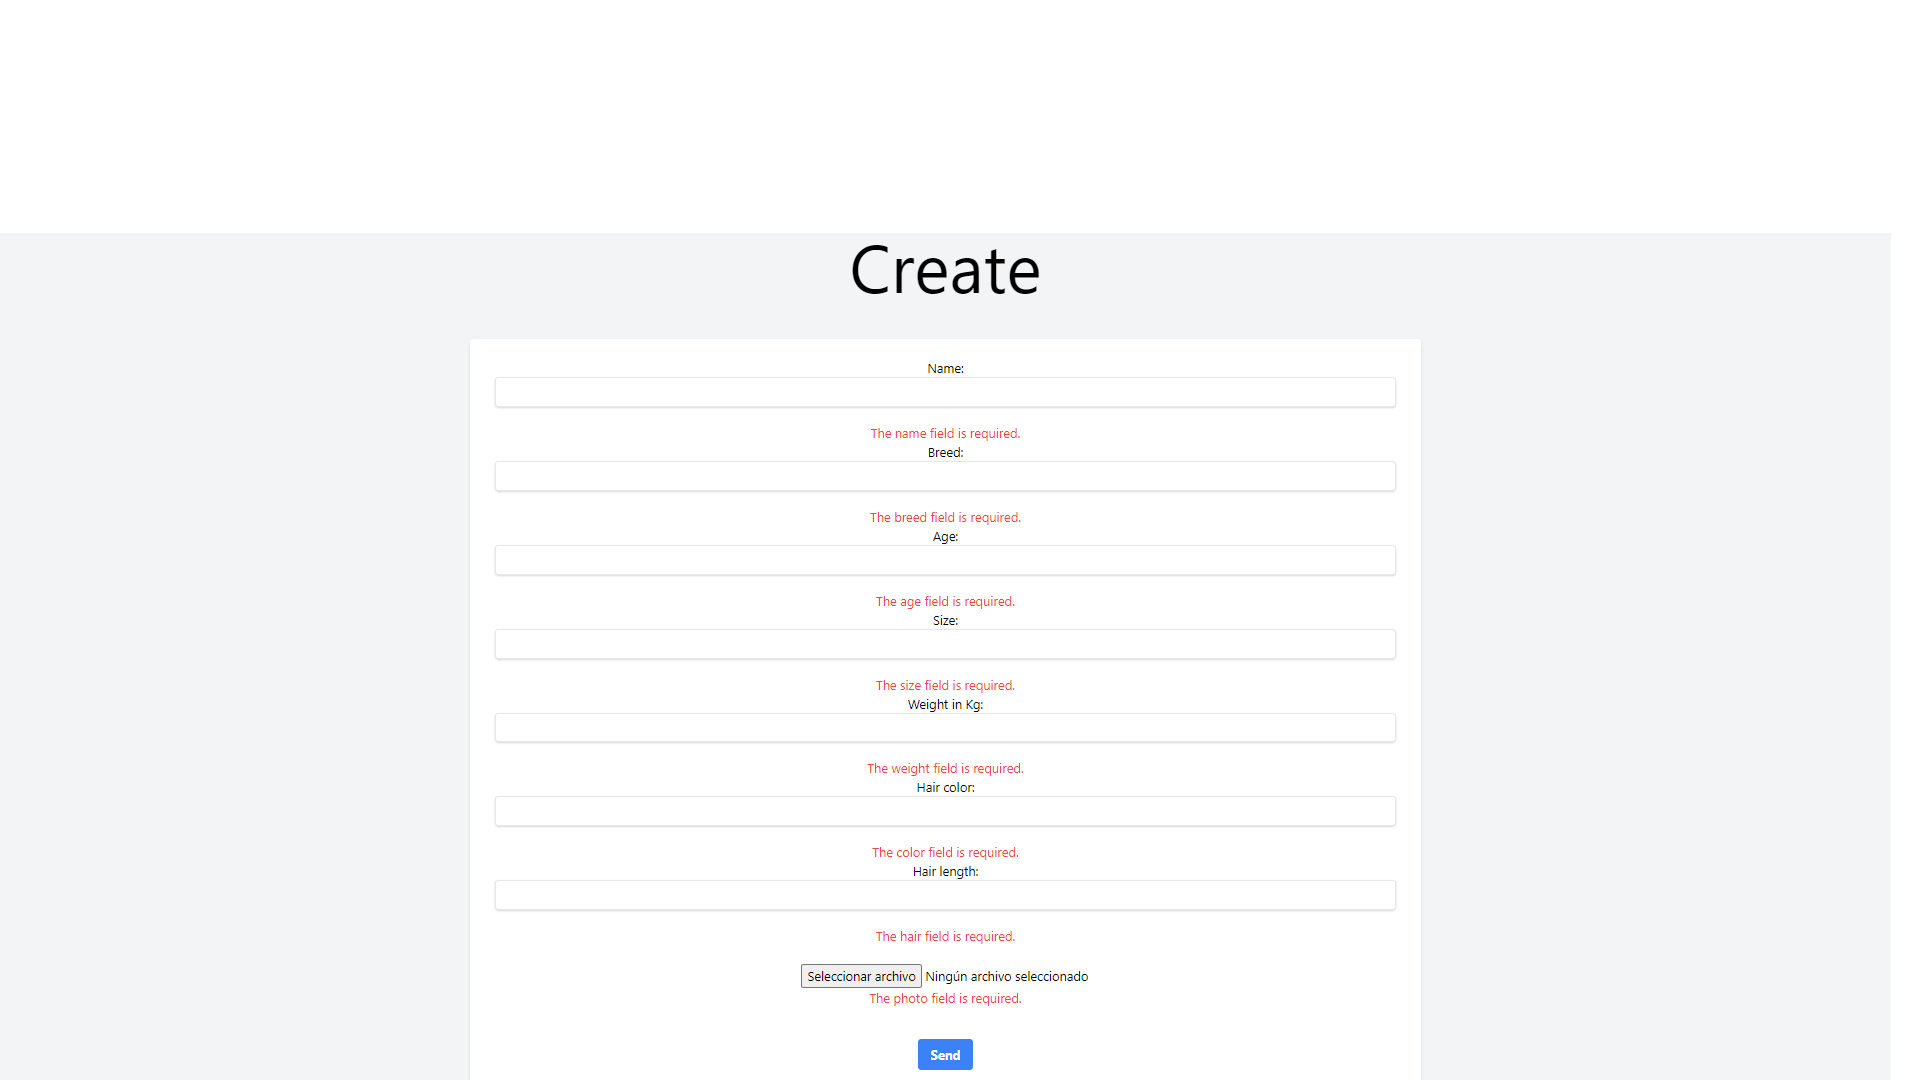 Create
Name:
The name field is required.
Breed:
The breed field is required.
Age:
The age field is required.
Size:
The size field is required.
Weight in Kg:
The weight field is required.
Hair color:
The color field is required.
Hair length:
The hair field is required.
Seleccionar archivo Ningún archivo seleccionado
The photo field is required.
Send